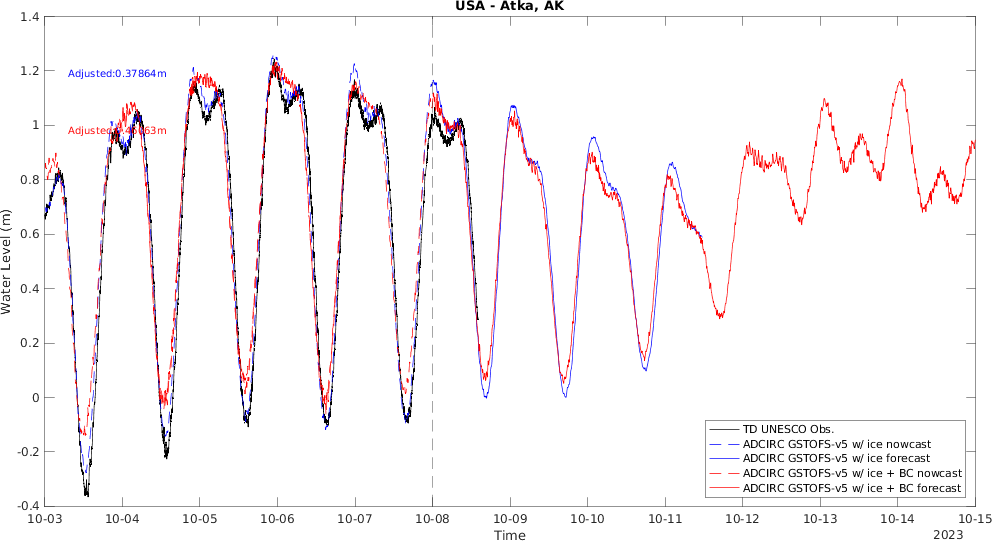 USA - Atka, AK
1.4
1.2
1
0.8
0.6
0.4
0.2
0
-0.2
-0.4
Water Level (m)
Adjusted:0.37864m
10-03
10-04
10-05
10-06
10-07
10-08
10-09
10-10
10-11
10-12
10-13
10-14
10-15
Time
2023
TD UNESCO Obs.
ADCIRC GSTOFS-v5 w/ ice nowcast
ADCIRC GSTOFS-v5 w/ ice forecast
ADCIRC GSTOFS-v5 w/ ice + BC nowcast
ADCIRC GSTOFS-v5 w/ ice + BC forecast